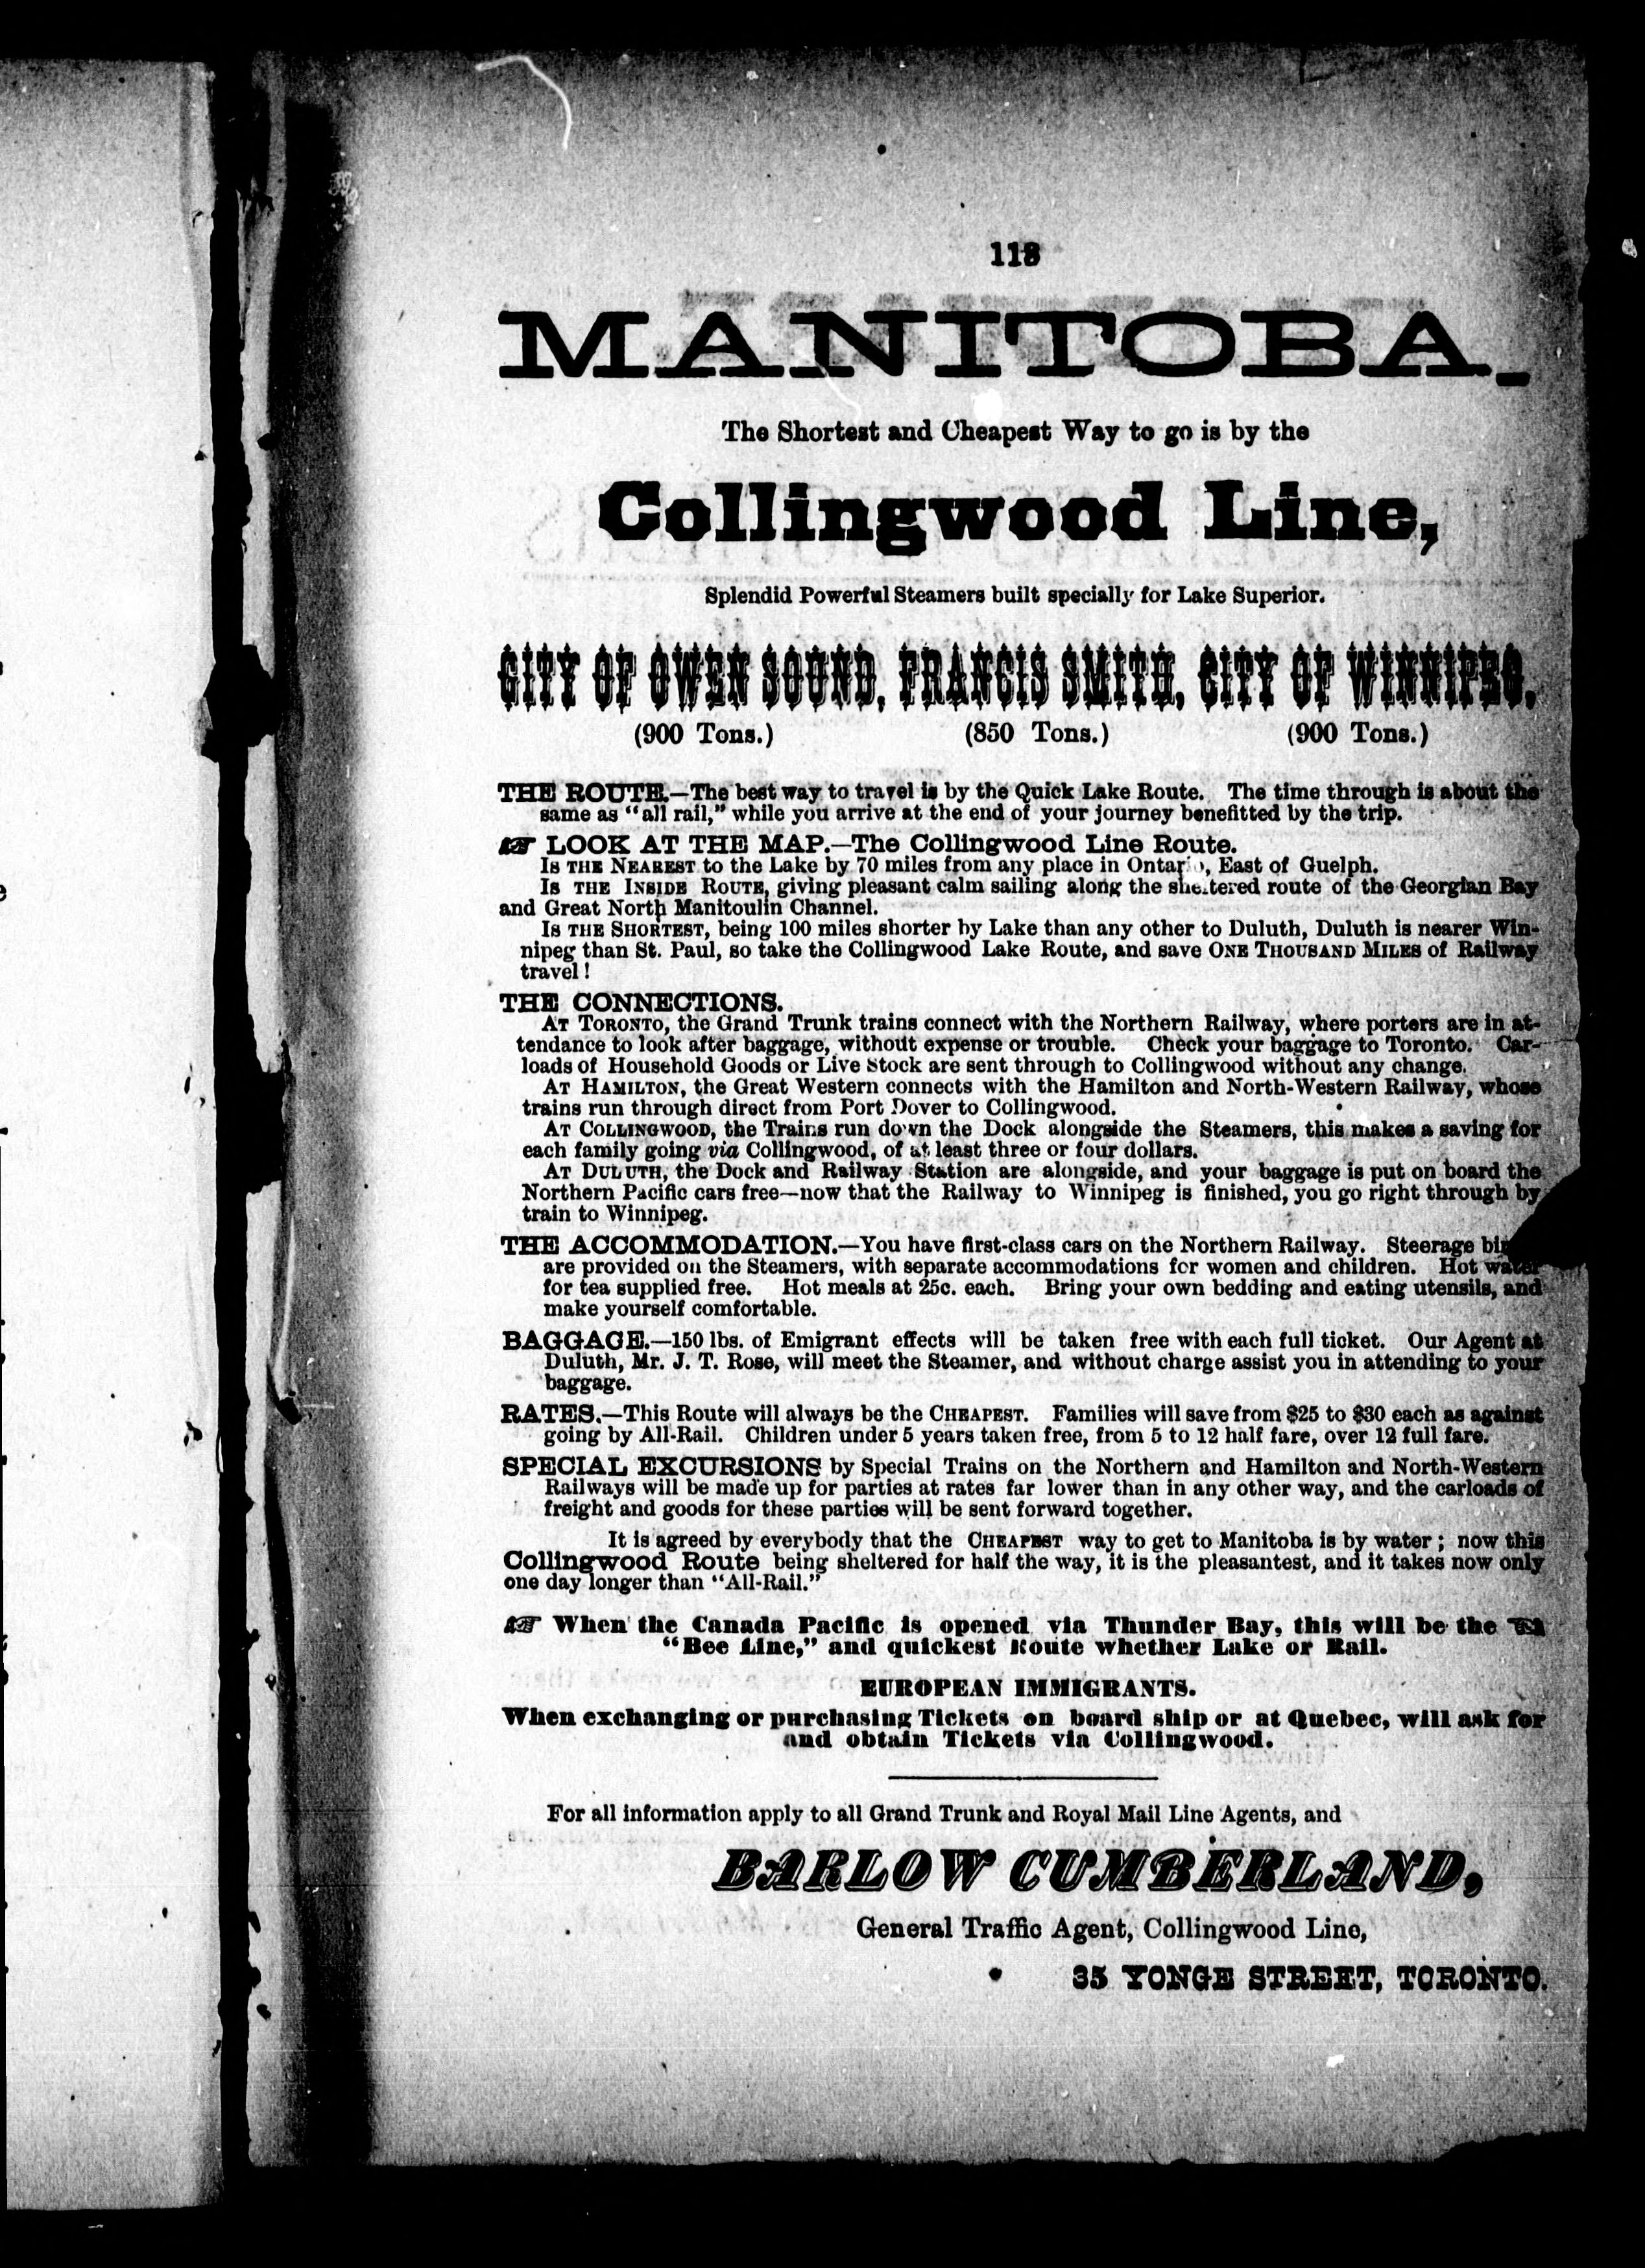 MANITOBA.
The Shortest and Cheapest Way to go is by the
Collingwood Line,
Splendid Powerful Steamers built specially for Lake Superior.
CITY OF OWEN SOUND, FRANCIS SMITH, CITY OF WINNIPEG.
(900 Tons.) (850 Tons.) (900 Tons.)
THE ROUTE.—The best way to travel is by the Quick Lake Route. The time through is about the
same as "all rail," while you arrive at the end of your journey benefitted by the trip.
☞ LOOK AT THE MAP.—The Collingwood Line Route.
IS THE NEAREST to the Lake by 70 miles from any place in Ontario, East of Guelph.
IS THE INSIDE ROUTE, giving pleasant calm sailing along the sheltered route of the Georgian Bay
and Great North Manitoulin Channel.
IS THE SHORTEST, being 100 miles shorter by Lake than any other to Duluth, Duluth is nearer Win-
nipeg than St. Paul, so take the Collingwood Lake Route, and save ONE THOUSAND MILES of Railway
travel!
THE CONNECTIONS.
AT TORONTO, the Grand Trunk trains connect with the Northern Railway, where porters are in at-
tendance to look after baggage, without expense or trouble. Check your baggage to Toronto. Car-
loads of Household Goods or Live Stock are sent through to Collingwood without any change.
AT HAMILTON, the Great Western connects with the Hamilton and North-Western Railway, whose
trains run through direct from Port Dover to Collingwood.
AT COLLINGWOOD, the Trains run down the Dock alongside the Steamers, this makes a saving for
each family going via Collingwood, of at least three or four dollars.
AT DULUTH, the Dock and Railway Station are alongside, and your baggage is put on board the
Northern Pacific cars free—now that the Railway to Winnipeg is finished, you go right through by
train to Winnipeg.
THE ACCOMMODATION.—You have first-class cars on the Northern Railway. Steerage
are provided on the Steamers, with separate accommodations for women and children. Hot water
for tea supplied free. Hot meals at 25c. each. Bring your own bedding and eating utensils, and
make yourself comfortable.
BAGGAGE.—150 lbs. of Emigrant effects will be taken free with each full ticket. Our Agent at
Duluth, Mr. J. T. Rose, will meet the Steamer, and without charge assist you in attending to your
baggage.
RATES.—This Route will always be the CHEAPEST. Families will save from $25 to $30 each as against
going by All-Rail. Children under 5 years taken free, from 5 to 12 half fare, over 12 full fare.
SPECIAL EXCURSIONS by Special Trains on the Northern and Hamilton and North-Western
Railways will be made up for parties at rates far lower than in any other way, and the carloads of
freight and goods for these parties will be sent forward together.
It is agreed by everybody that the CHEAPEST way to get to Manitoba is by water; now this
Collingwood Route being sheltered for half the way, it is the pleasantest, and it takes now only
one day longer than "All-Rail."
☞ When the Canada Pacific is opened via Thunder Bay, this will be the ☜
"Bee Line," and quickest Route whether Lake or Rail.
EUROPEAN IMMIGRANTS.
When exchanging or purchasing Tickets on board ship or at Quebec, will ask for
and obtain Tickets via Collingwood.
For all information apply to all Grand Trunk and Royal Mail Line Agents, and
BARLOW CUMBERLAND,
General Traffic Agent, Collingwood Line,
35 YONGE STREET, TORONTO.